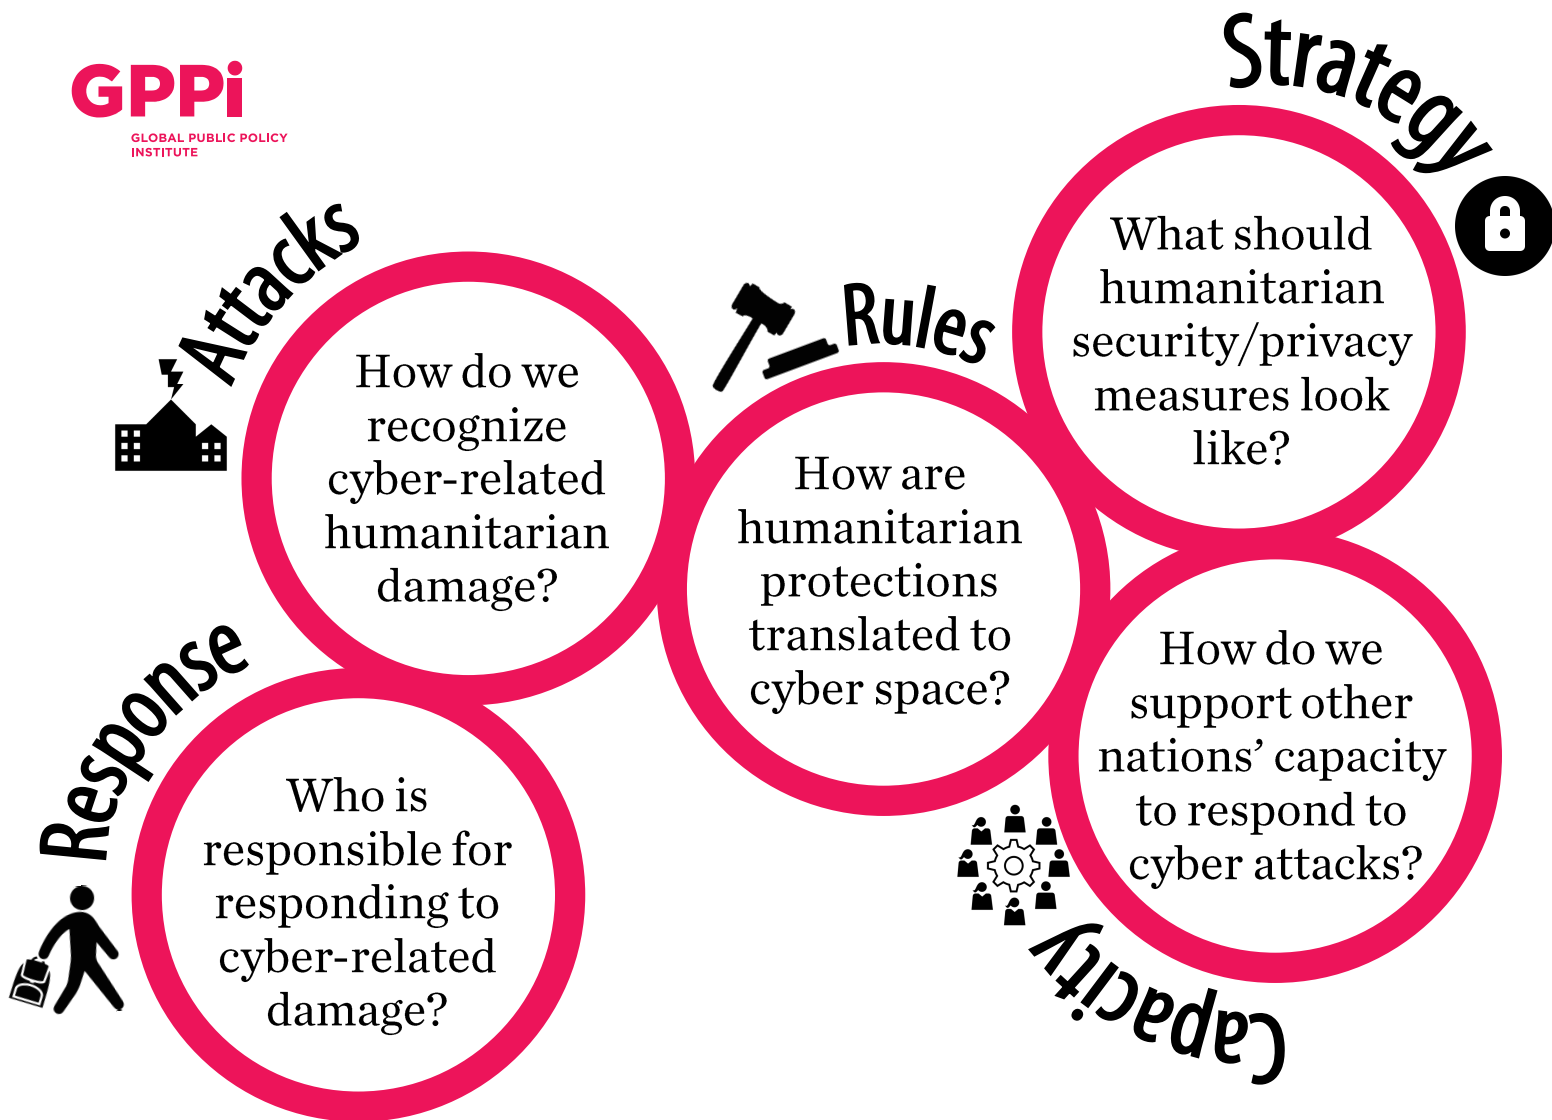 GPPi
GLOBAL PUBLIC POLICY
INSTITUTE
Attacks
How do we
recognize
cyber-related
humanitarian
damage?
Response
Who is
responsible for
responding to
cyber-related
damage?
Rules
How are
humanitarian
protections
translated to
cyber space?
Strategy
What should
humanitarian
security/privacy
measures look
like?
How do we
support other
nations’ capacity
to respond to
cyber attacks?
Capacity